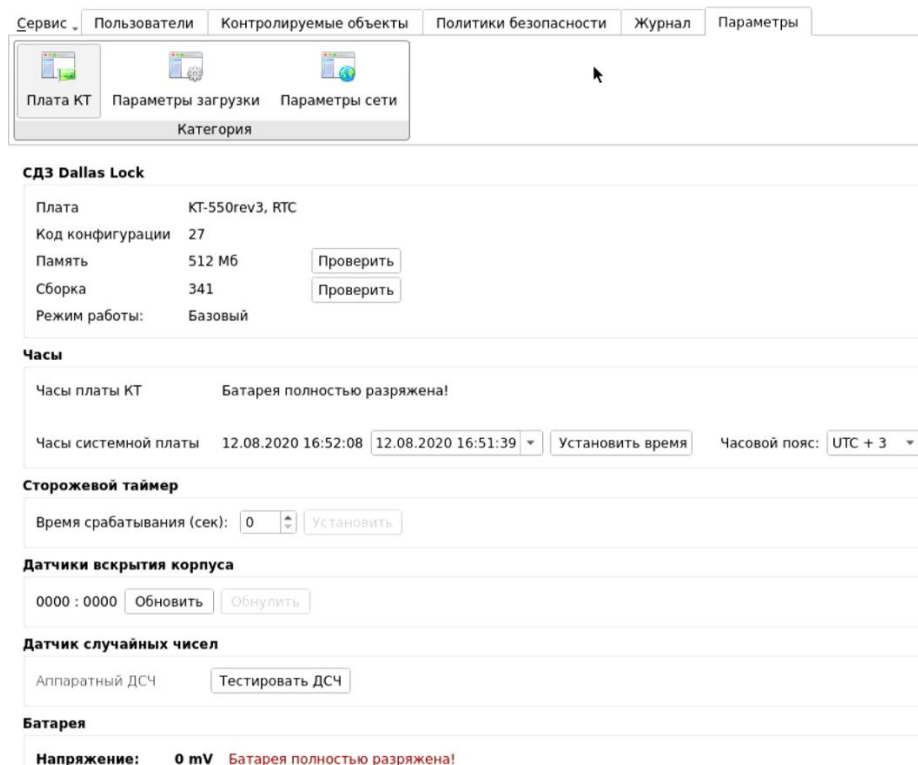 Сервис Пользователи Контролируемые объекты Политики безопасности Журнал Параметры
Плата КТ Параметры загрузки Параметры сети
Категория
СДЗ Dallas Lock
Плата КТ-550rev3, RTC
Код конфигурации 27
Память 512 Мб Проверить
Сборка 341 Проверить
Режим работы: Базовый
Часы
Часы платы КТ Батарея полностью разряжена!
Часы системной платы 12.08.2020 16:52:08 12.08.2020 16:51:39 Установить время Часовой пояс: UTC + 3
Сторожевой таймер
Время срабатывания (сек): 0 Установить
Датчики вскрытия корпуса
0000 : 0000 Обновить Обнулить
Датчик случайных чисел
Аппаратный ДСЧ Тестировать ДСЧ
Батарея
Напряжение: 0 mV Батарея полностью разряжена!